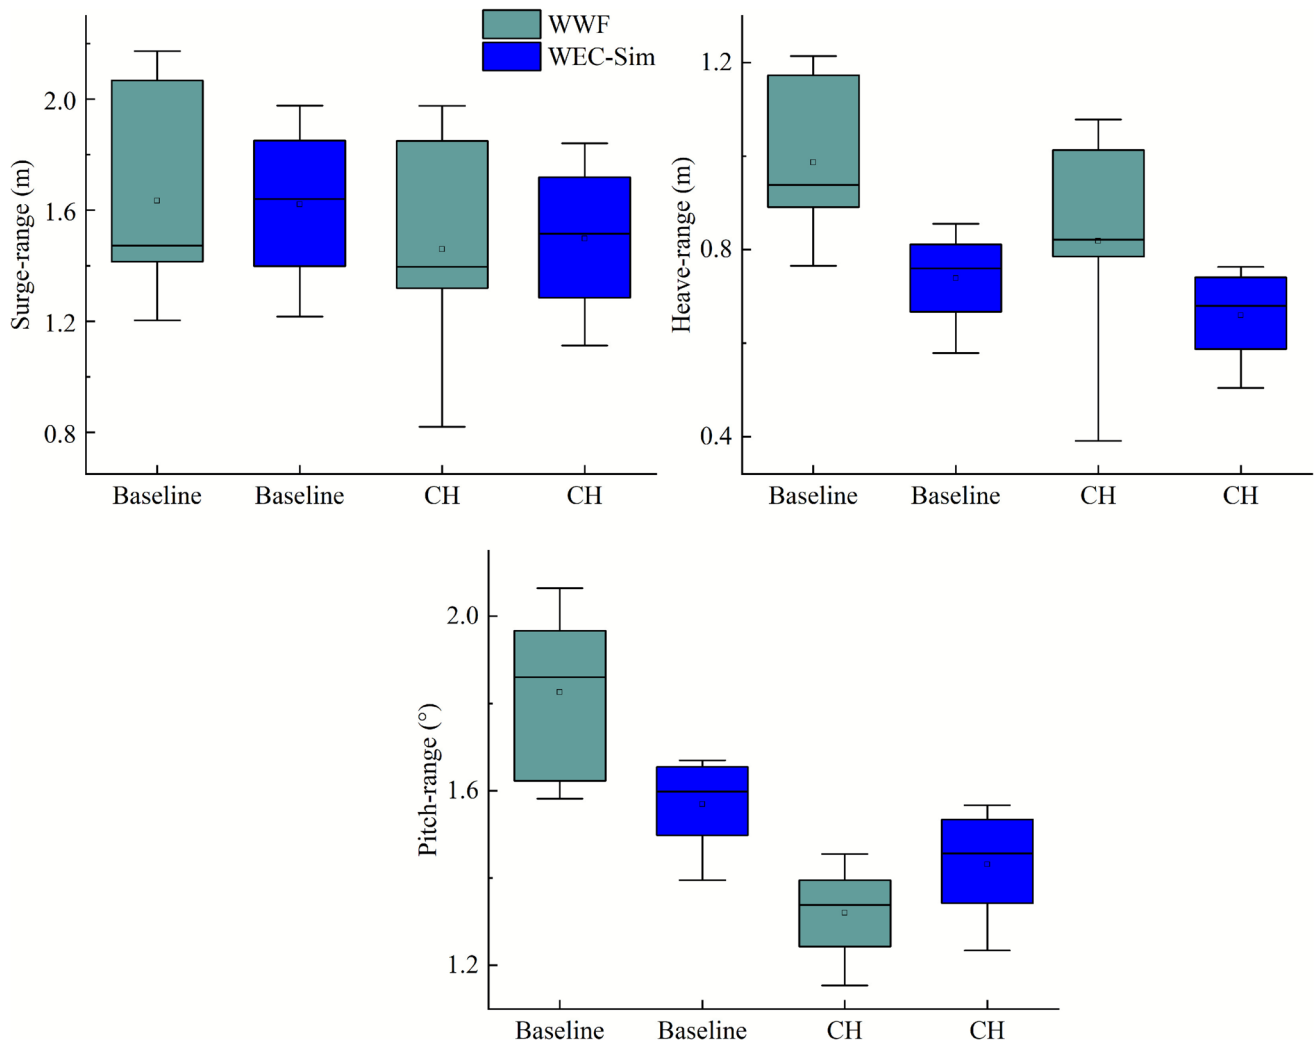 WWF
WEC-Sim
Surge-range (m)
2.0
1.6
1.2
0.8
Baseline
Baseline
CH
CH
Heave-range (m)
1.2
0.8
0.4
Baseline
Baseline
CH
CH
Pitch-range (°)
2.0
1.6
1.2
Baseline
Baseline
CH
CH